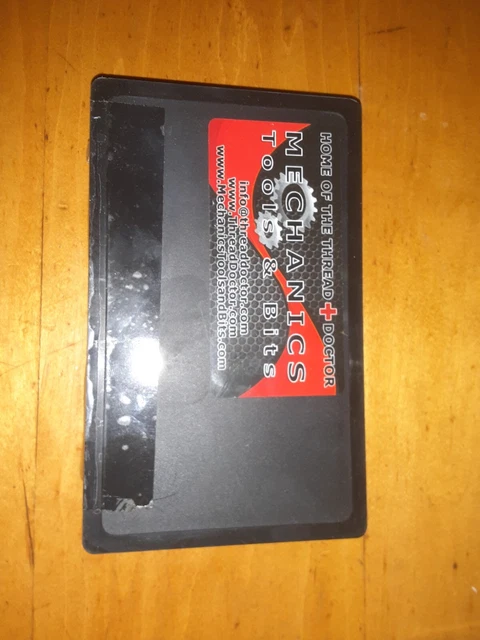 HOME OF THE THREAD DOCTOR
MECHANICS
Tools & Bits
info@threaddoctor.com
www.ThreadDoctor.com
www.MechanicsToolsandBits.com